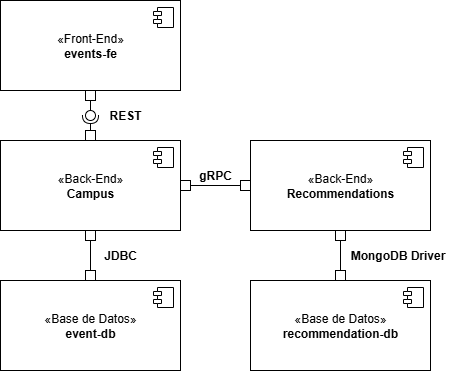 «Front-End»
events-fe
REST
«Back-End»
Campus
gRPC
«Back-End»
Recommendations
JDBC
MongoDB Driver
«Base de Datos»
event-db
«Base de Datos»
recommendation-db